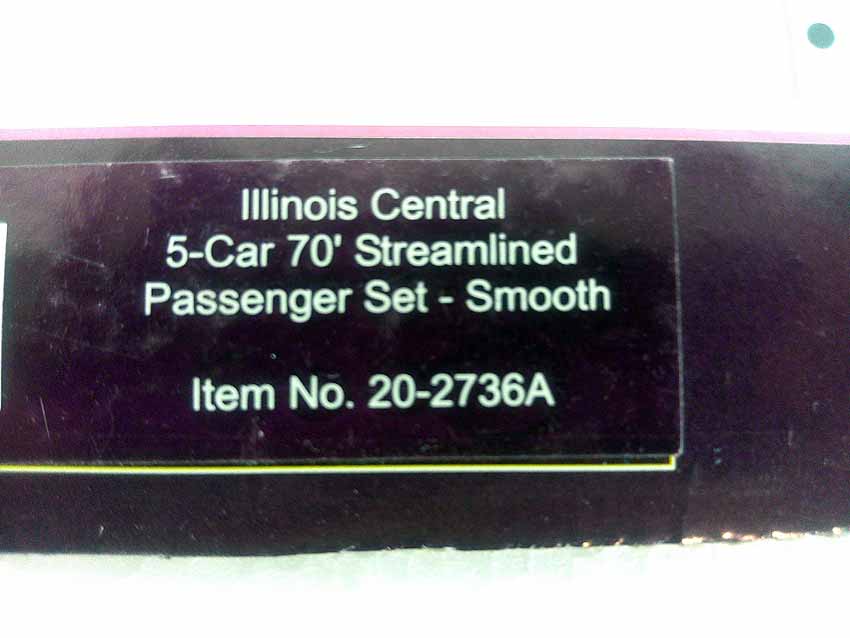 Illinois Central
5-Car 70' Streamlined
Passenger Set - Smooth
Item No. 20-2736A